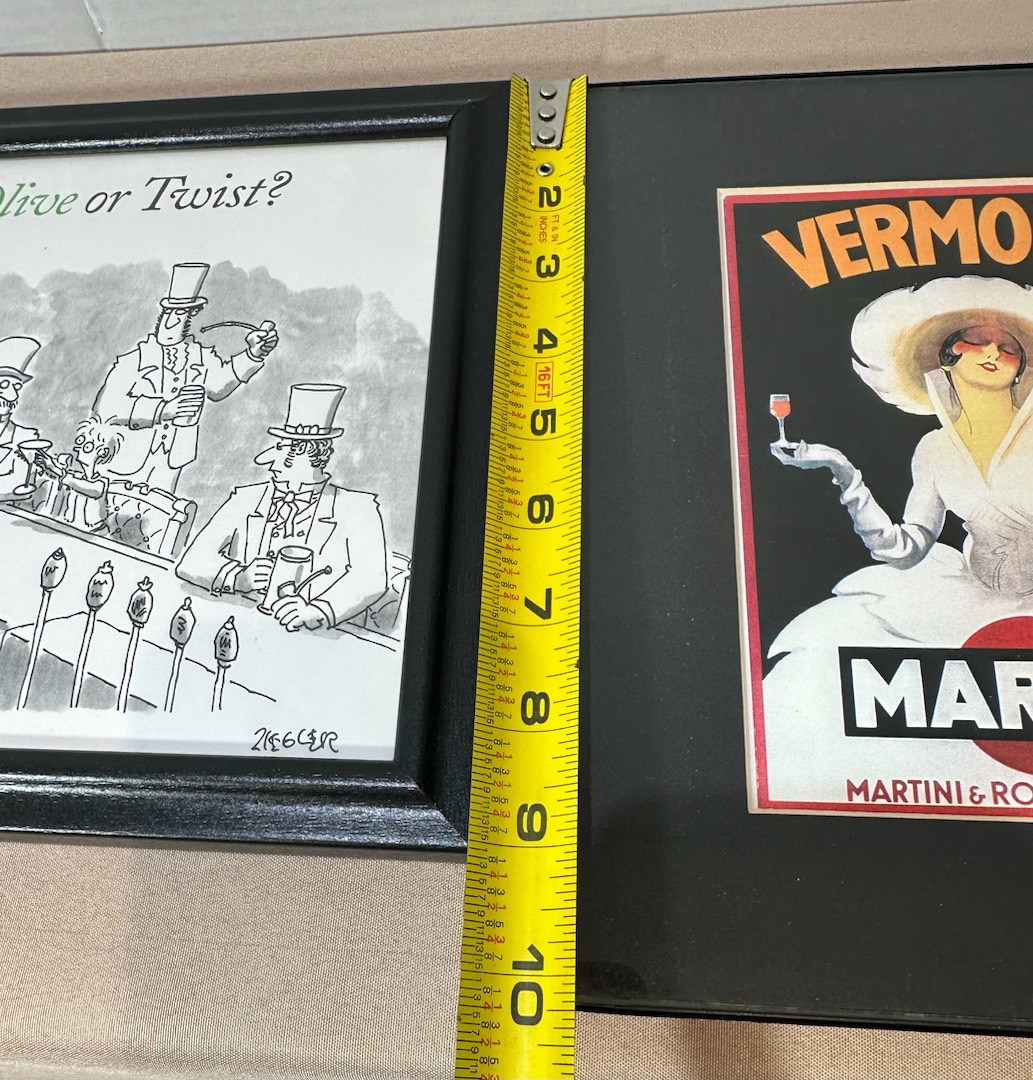 Olive or Twist?
ZIEGLER
2
FT & IN
INCHES
3
4
16FT
5
6
7
8
9
10
VERMO
MAR
MARTINI & RO